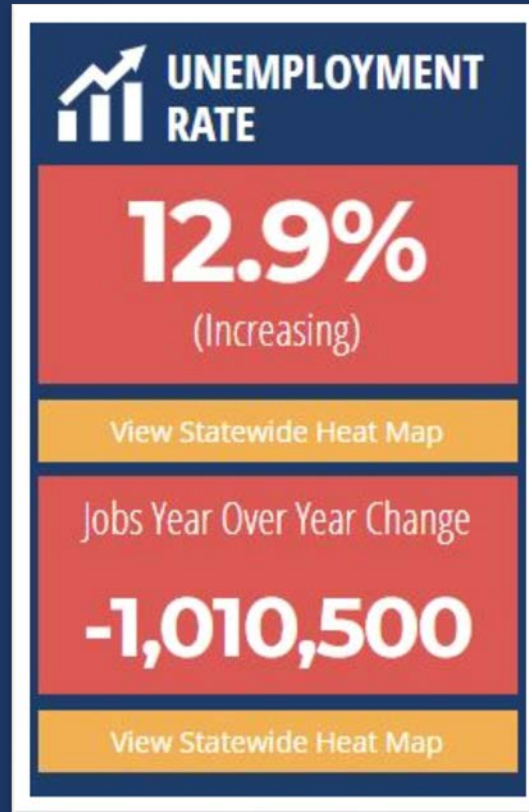 UNEMPLOYMENT
RATE
12.9%
(Increasing)
View Statewide Heat Map
Jobs Year Over Year Change
-1,010,500
View Statewide Heat Map